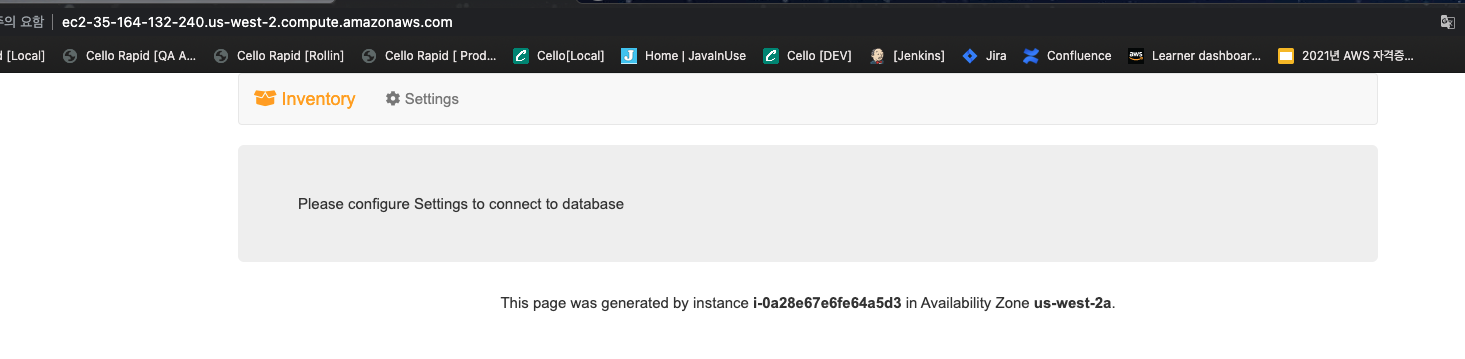 주의 요함 ec2-35-164-132-240.us-west-2.compute.amazonaws.com
[Local] Cello Rapid [QA A... Cello Rapid [Rollin] Cello Rapid [ Prod... Cello[Local] Home | JavaInUse Cello [DEV] [Jenkins] Jira Confluence aws Learner dashboar... 2021년 AWS 자격증...
Inventory Settings
Please configure Settings to connect to database
This page was generated by instance i-0a28e67e6fe64a5d3 in Availability Zone us-west-2a.